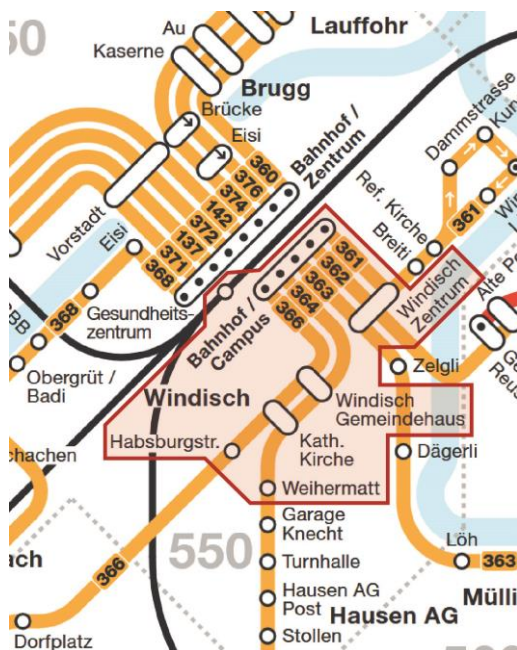 50
Lauffohr
Au
Kaserne
Brugg
Brücke
Eisi
Bahnhof /
Zentrum
360
376
374
142
372
137
371
368
Vorstadt
Eisi
368
Gesundheits-
zentrum
SBB
Obergrüt /
Badi
Dammstrasse
Ref. Kirche
Breiti
361
Windisch
Zentrum
Alte
Bahnhof /
Campus
361
362
363
364
366
Zelgli
Windisch
Windisch
Gemeindehaus
Habsburgstr.
Kath.
Kirche
Dägerli
Weihermatt
Garage
Knecht
550
Turnhalle
Löh
363
366
Hausen AG
Post
Hausen AG
Stollen
Dorfplatz